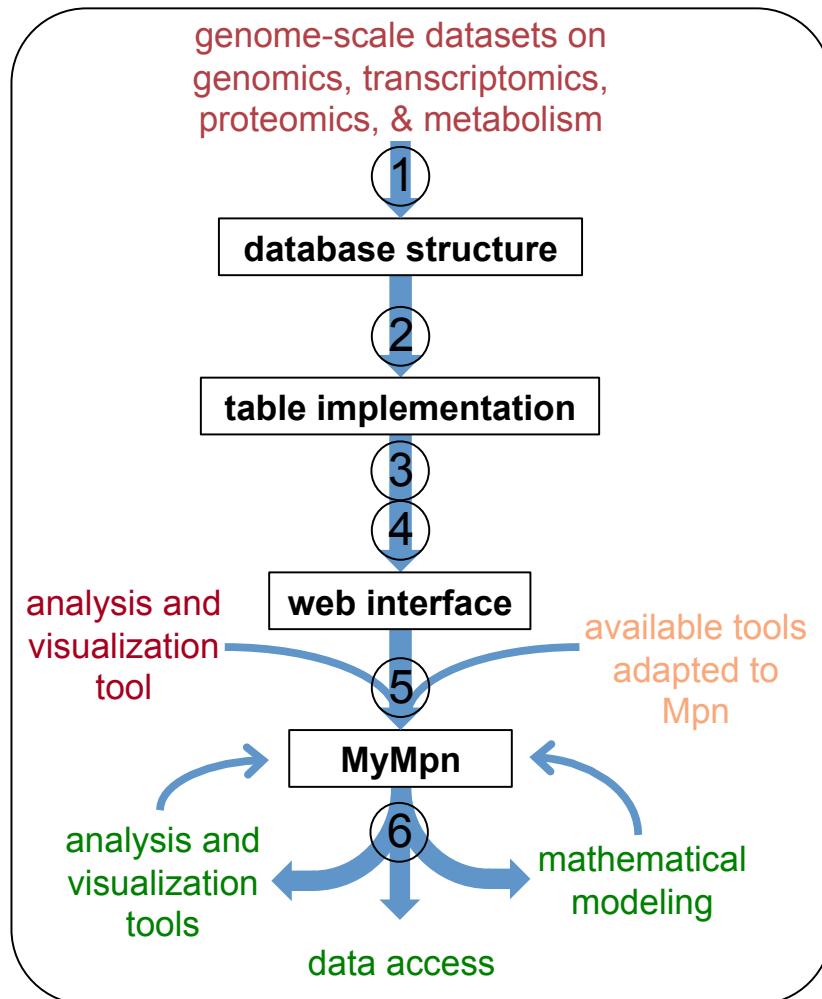 genome-scale datasets on
genomics, transcriptomics,
proteomics, & metabolism
1
database structure
2
table implementation
3
4
web interface
analysis and
visualization
tool
available tools
adapted to
Mpn
5
MyMpn
6
analysis and
visualization
tools
mathematical
modeling
data access